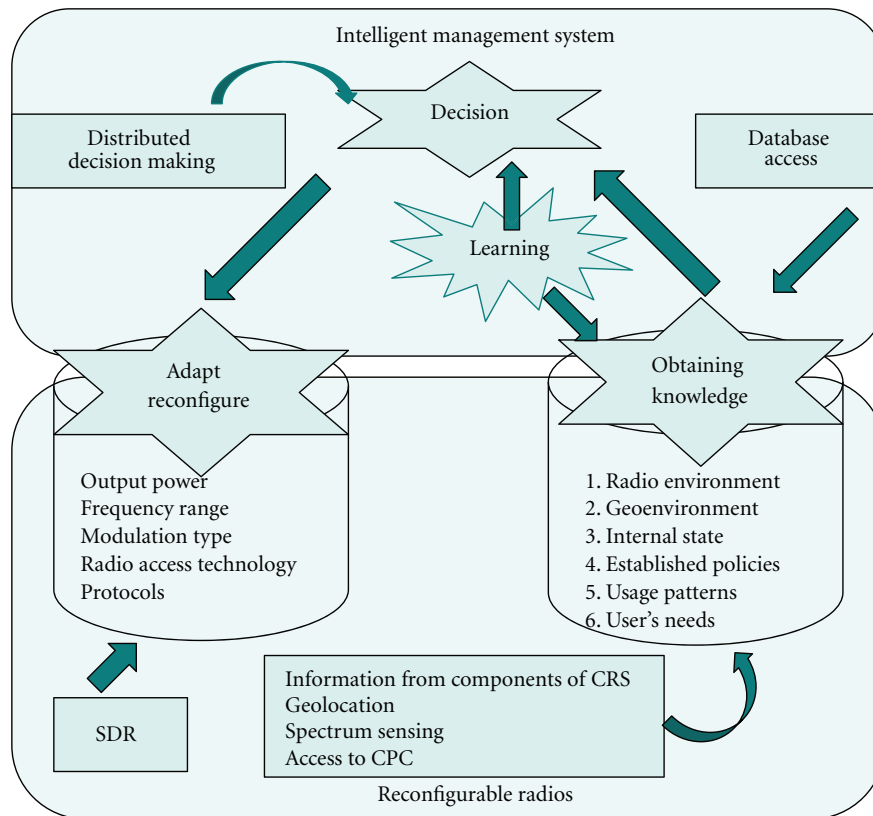 Intelligent management system
Decision
Distributed
decision making
Database
access
Learning
Adapt
reconfigure
Obtaining
knowledge
Output power
Frequency range
Modulation type
Radio access technology
Protocols
1. Radio environment
2. Geoenvironment
3. Internal state
4. Established policies
5. Usage patterns
6. User's needs
SDR
Information from components of CRS
Geolocation
Spectrum sensing
Access to CPC
Reconfigurable radios